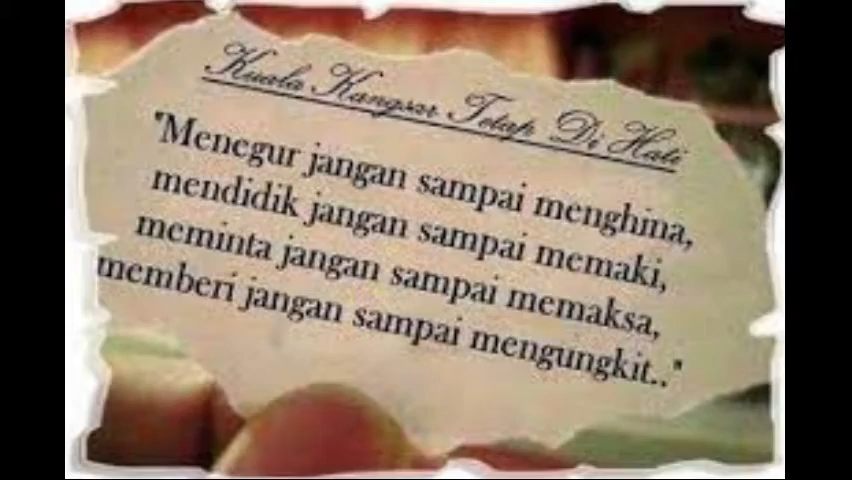 Kuala Kangsar Tetap Di Hati
"Menegur jangan sampai menghina,
mendidik jangan sampai memaki,
meminta jangan sampai memaksa,
memberi jangan sampai mengungkit.."